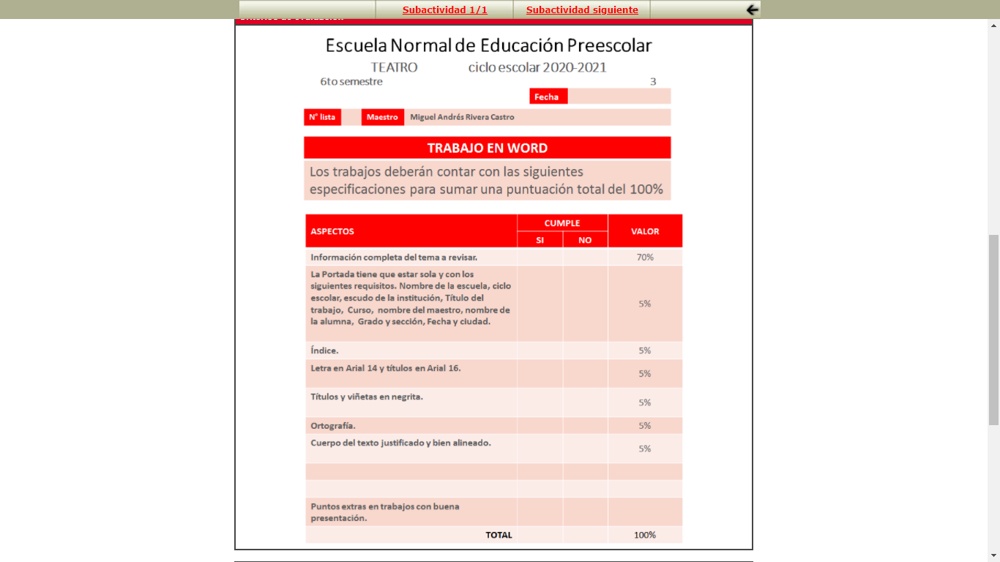 Subactividad 1/1 Subactividad siguiente
Escuela Normal de Educación Preescolar
TEATRO ciclo escolar 2020-2021
6to semestre 3
Fecha
N° lista Maestro Miguel Andrés Rivera Castro
TRABAJO EN WORD
Los trabajos deberán contar con las siguientes
especificaciones para sumar una puntuación total del 100%
ASPECTOS CUMPLE VALOR
SI NO
Información completa del tema a revisar. 70%
La Portada tiene que estar sola y con los
siguientes requisitos. Nombre de la escuela, ciclo
escolar, escudo de la institución, Título del
trabajo, Curso, nombre del maestro, nombre de
la alumna, Grado y sección, Fecha y ciudad.
5%
Índice. 5%
Letra en Arial 14 y títulos en Arial 16. 5%
Títulos y viñetas en negrita. 5%
Ortografía. 5%
Cuerpo del texto justificado y bien alineado. 5%
Puntos extras en trabajos con buena
presentación.
TOTAL 100%